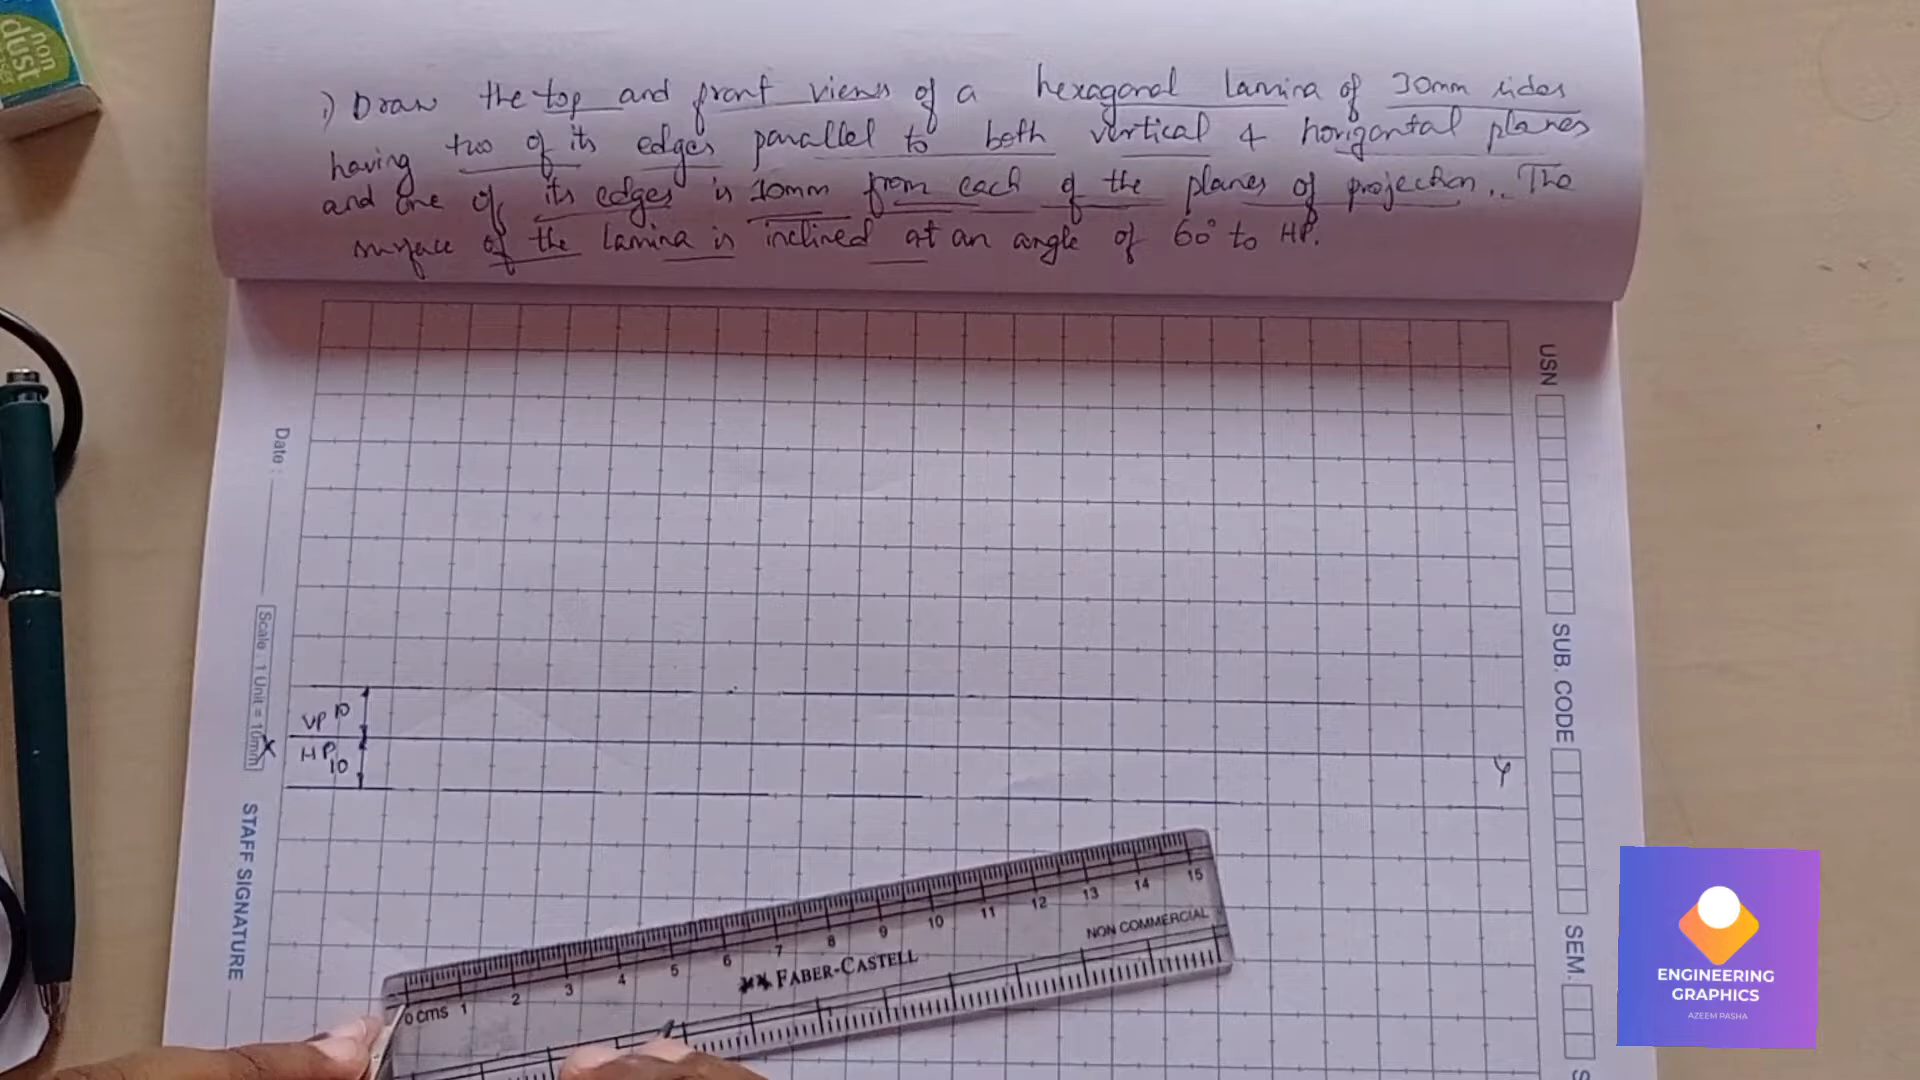 1) Draw the top and front views of a hexagonal lamina of 30mm sides
having two of its edges parallel to both vertical & horizontal planes
and one of its edges is 10mm from each of the planes of projection. The
surface of the lamina is inclined at an angle of 60° to HP.
non
dust
USN
Date :
SUB. CODE
Scale : 1 Unit = 10mm
VP 10
X
HP 10
Y
STAFF SIGNATURE
SEM.
0 cms 1 2 3 4 5 6 7 8 9 10 11 12 13 14 15
FABER-CASTELL
NON COMMERCIAL
ENGINEERING
GRAPHICS
AZEEM PASHA
S